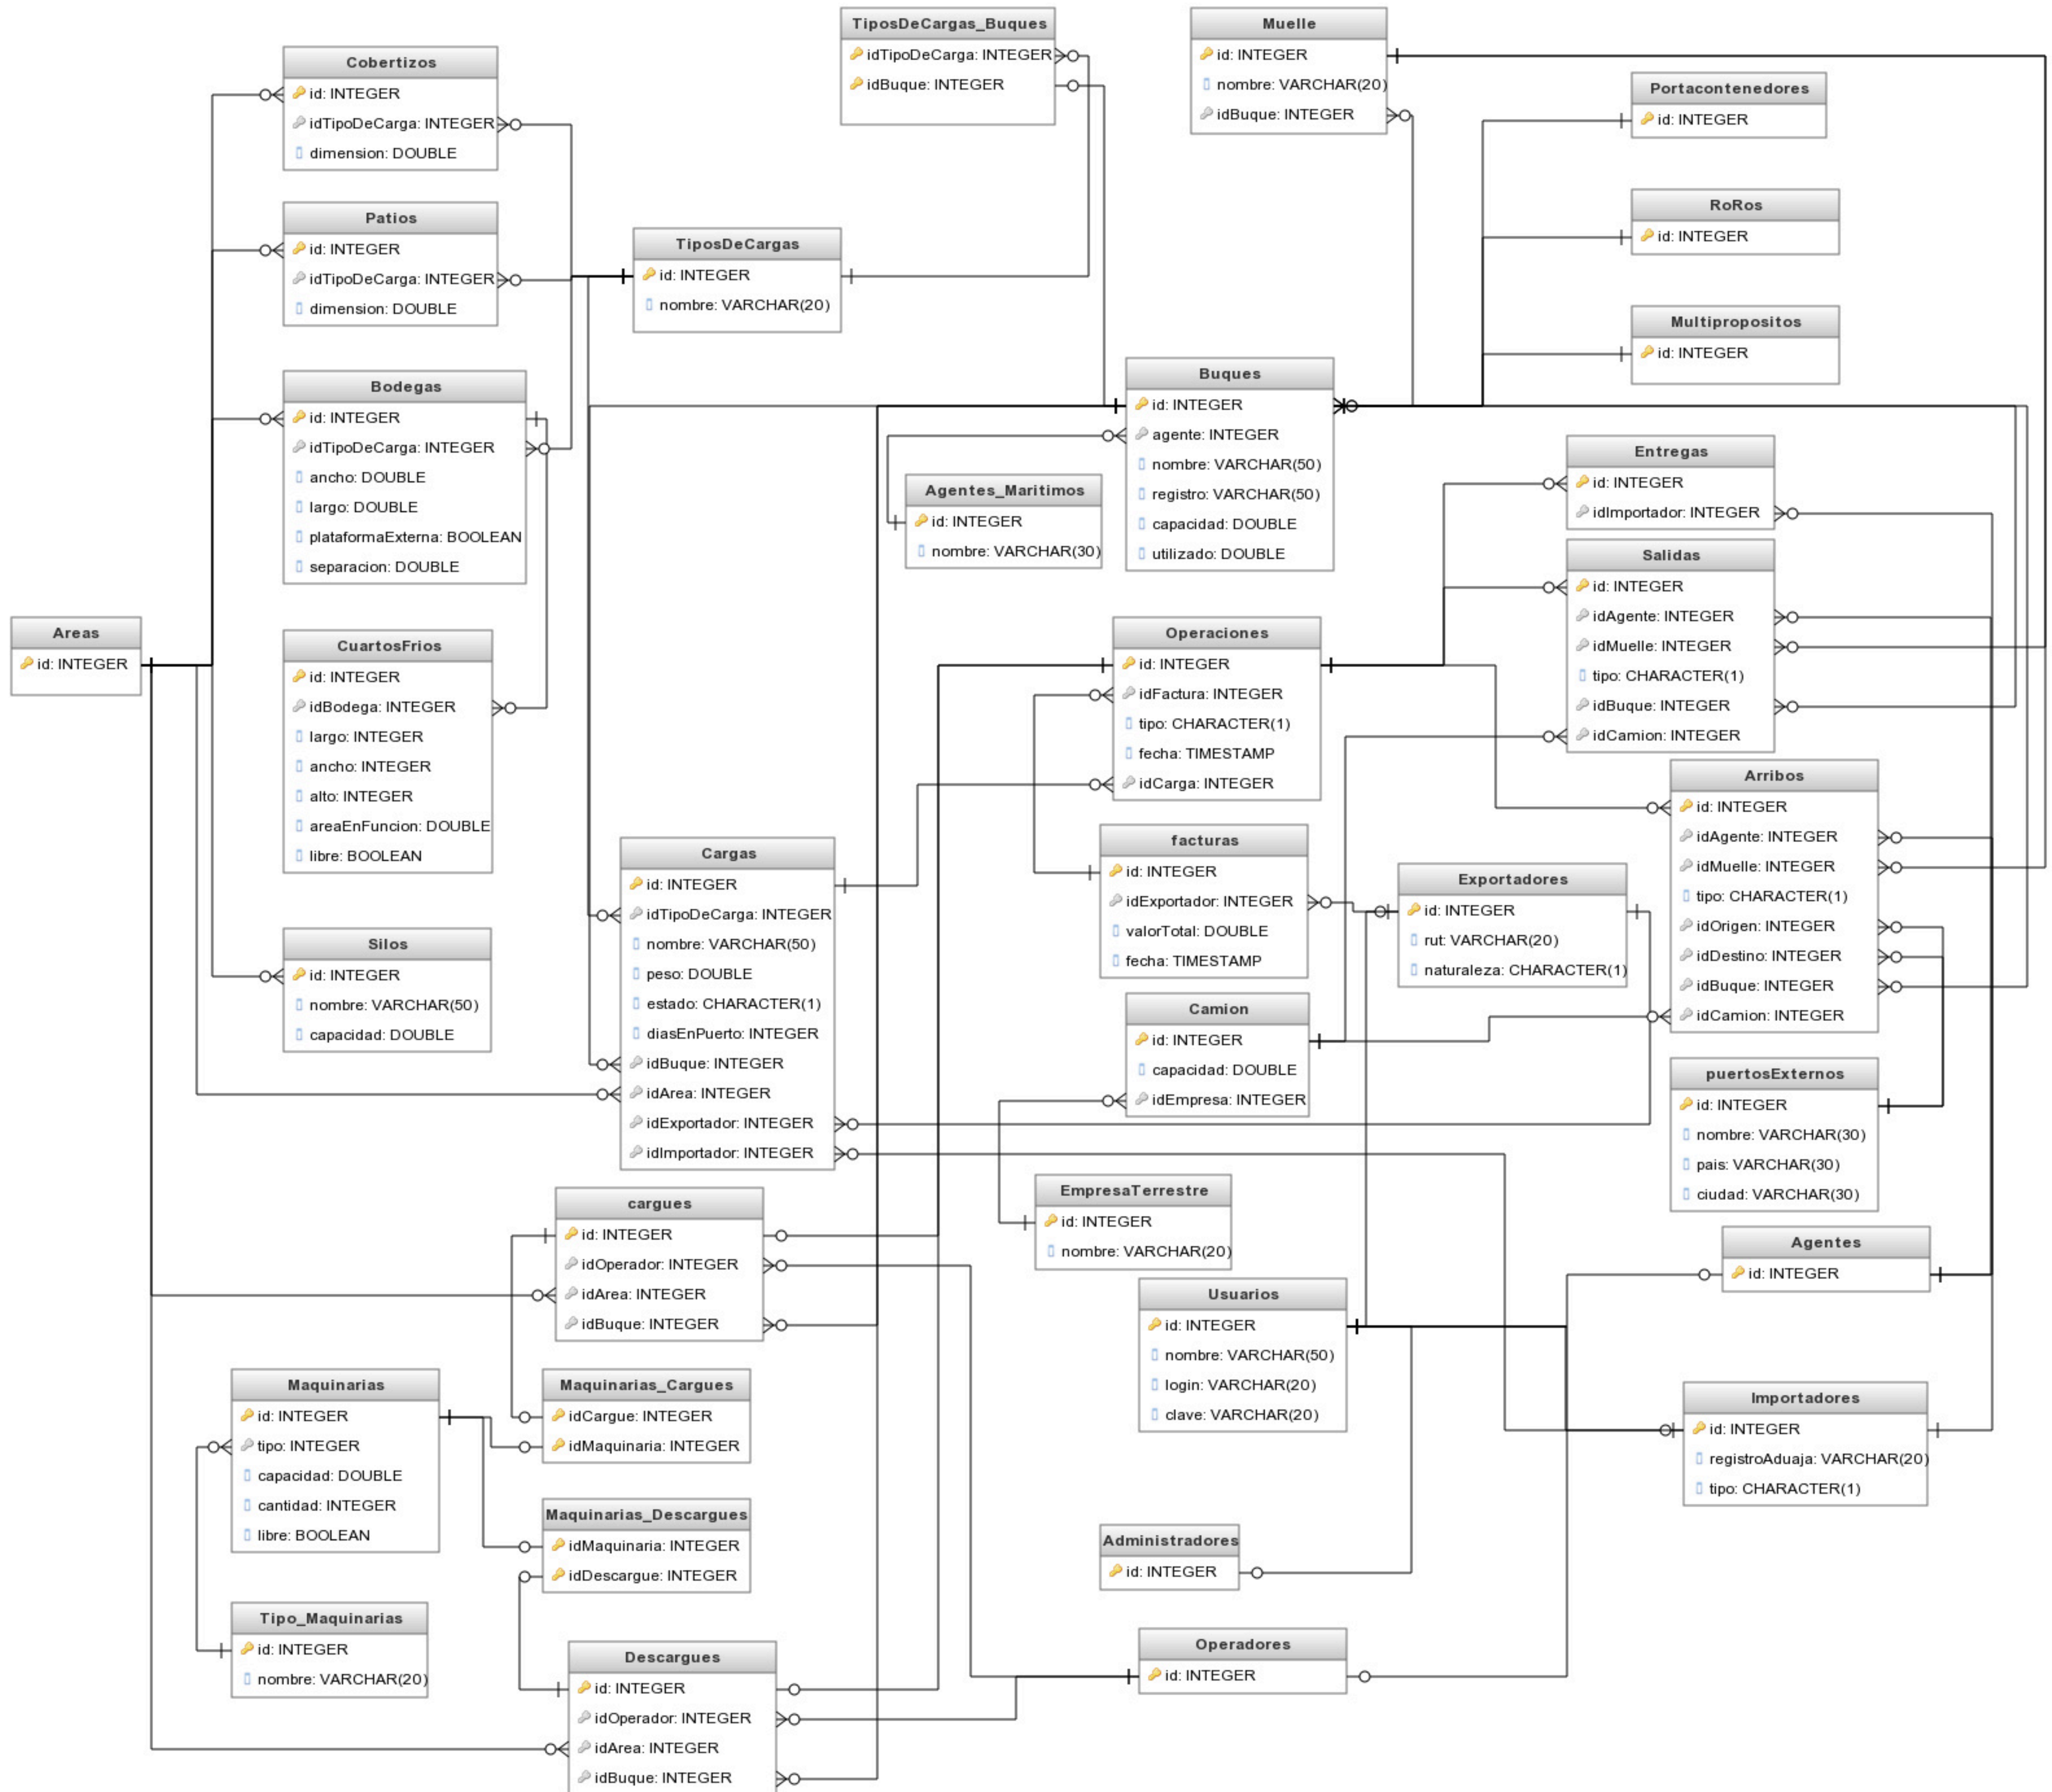 TiposDeCargas_Buques
idTipoDeCarga: INTEGER
idBuque: INTEGER
Muelle
id: INTEGER
nombre: VARCHAR(20)
idBuque: INTEGER
Cobertizos
id: INTEGER
idTipoDeCarga: INTEGER
dimension: DOUBLE
Portacontenedores
id: INTEGER
Patios
id: INTEGER
idTipoDeCarga: INTEGER
dimension: DOUBLE
TiposDeCargas
id: INTEGER
nombre: VARCHAR(20)
RoRos
id: INTEGER
Multipropositos
id: INTEGER
Bodegas
id: INTEGER
idTipoDeCarga: INTEGER
ancho: DOUBLE
largo: DOUBLE
plataformaExterna: BOOLEAN
separacion: DOUBLE
Buques
id: INTEGER
agente: INTEGER
nombre: VARCHAR(50)
registro: VARCHAR(50)
capacidad: DOUBLE
utilizado: DOUBLE
Agentes_Maritimos
id: INTEGER
nombre: VARCHAR(30)
Entregas
id: INTEGER
idImportador: INTEGER
Salidas
id: INTEGER
idAgente: INTEGER
idMuelle: INTEGER
tipo: CHARACTER(1)
idBuque: INTEGER
idCamion: INTEGER
Areas
id: INTEGER
CuartosFrios
id: INTEGER
idBodega: INTEGER
largo: INTEGER
ancho: INTEGER
alto: INTEGER
areaEnFuncion: DOUBLE
libre: BOOLEAN
Operaciones
id: INTEGER
idFactura: INTEGER
tipo: CHARACTER(1)
fecha: TIMESTAMP
idCarga: INTEGER
Arribos
id: INTEGER
idAgente: INTEGER
idMuelle: INTEGER
tipo: CHARACTER(1)
idOrigen: INTEGER
idDestino: INTEGER
idBuque: INTEGER
idCamion: INTEGER
facturas
id: INTEGER
idExportador: INTEGER
valorTotal: DOUBLE
fecha: TIMESTAMP
Exportadores
id: INTEGER
rut: VARCHAR(20)
naturaleza: CHARACTER(1)
Cargas
id: INTEGER
idTipoDeCarga: INTEGER
nombre: VARCHAR(50)
peso: DOUBLE
estado: CHARACTER(1)
diasEnPuerto: INTEGER
idBuque: INTEGER
idArea: INTEGER
idExportador: INTEGER
idImportador: INTEGER
Silos
id: INTEGER
nombre: VARCHAR(50)
capacidad: DOUBLE
Camion
id: INTEGER
capacidad: DOUBLE
idEmpresa: INTEGER
puertosExternos
id: INTEGER
nombre: VARCHAR(30)
pais: VARCHAR(30)
ciudad: VARCHAR(30)
EmpresaTerrestre
id: INTEGER
nombre: VARCHAR(20)
cargues
id: INTEGER
idOperador: INTEGER
idArea: INTEGER
idBuque: INTEGER
Agentes
id: INTEGER
Usuarios
id: INTEGER
nombre: VARCHAR(50)
login: VARCHAR(20)
clave: VARCHAR(20)
Maquinarias
id: INTEGER
tipo: INTEGER
capacidad: DOUBLE
cantidad: INTEGER
libre: BOOLEAN
Maquinarias_Cargues
idCargue: INTEGER
idMaquinaria: INTEGER
Importadores
id: INTEGER
registroAduaja: VARCHAR(20)
tipo: CHARACTER(1)
Maquinarias_Descargues
idMaquinaria: INTEGER
idDescargue: INTEGER
Administradores
id: INTEGER
Tipo_Maquinarias
id: INTEGER
nombre: VARCHAR(20)
Descargues
id: INTEGER
idOperador: INTEGER
idArea: INTEGER
idBuque: INTEGER
Operadores
id: INTEGER